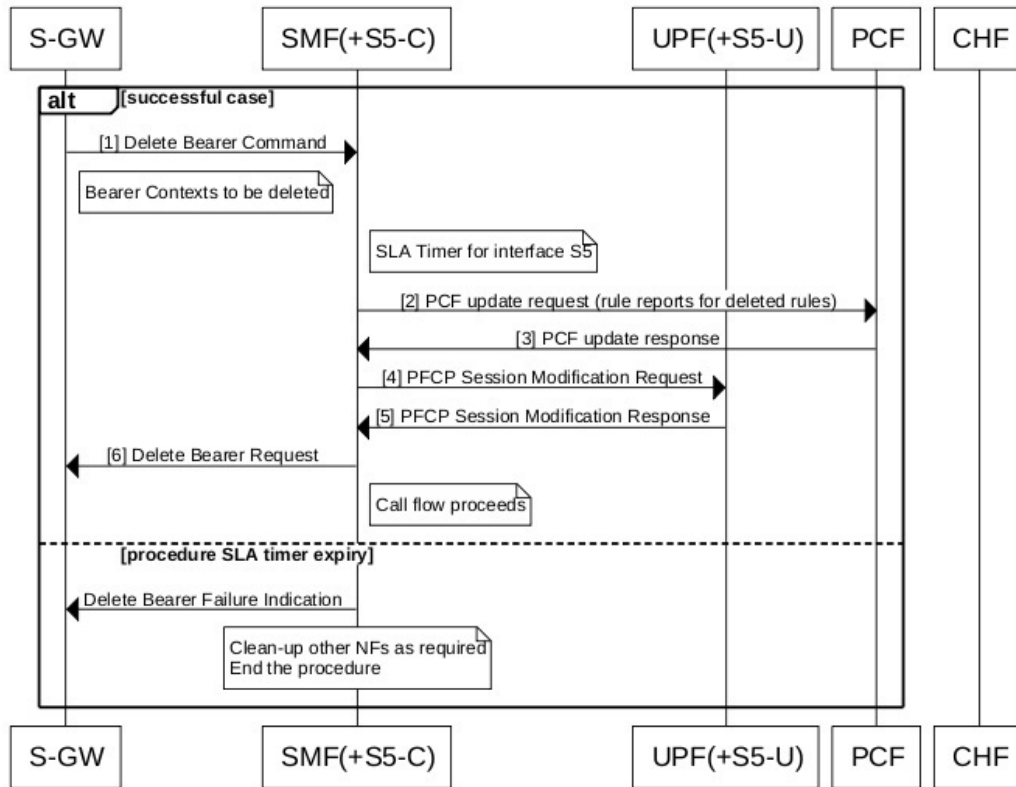 S-GW
SMF(+S5-C)
UPF(+S5-U)
PCF
CHF
alt
[successful case]
[1] Delete Bearer Command
Bearer Contexts to be deleted
SLA Timer for interface S5
[2] PCF update request (rule reports for deleted rules)
[3] PCF update response
[4] PFCP Session Modification Request
[5] PFCP Session Modification Response
[6] Delete Bearer Request
Call flow proceeds
[procedure SLA timer expiry]
Delete Bearer Failure Indication
Clean-up other NFs as required
End the procedure
S-GW
SMF(+S5-C)
UPF(+S5-U)
PCF
CHF